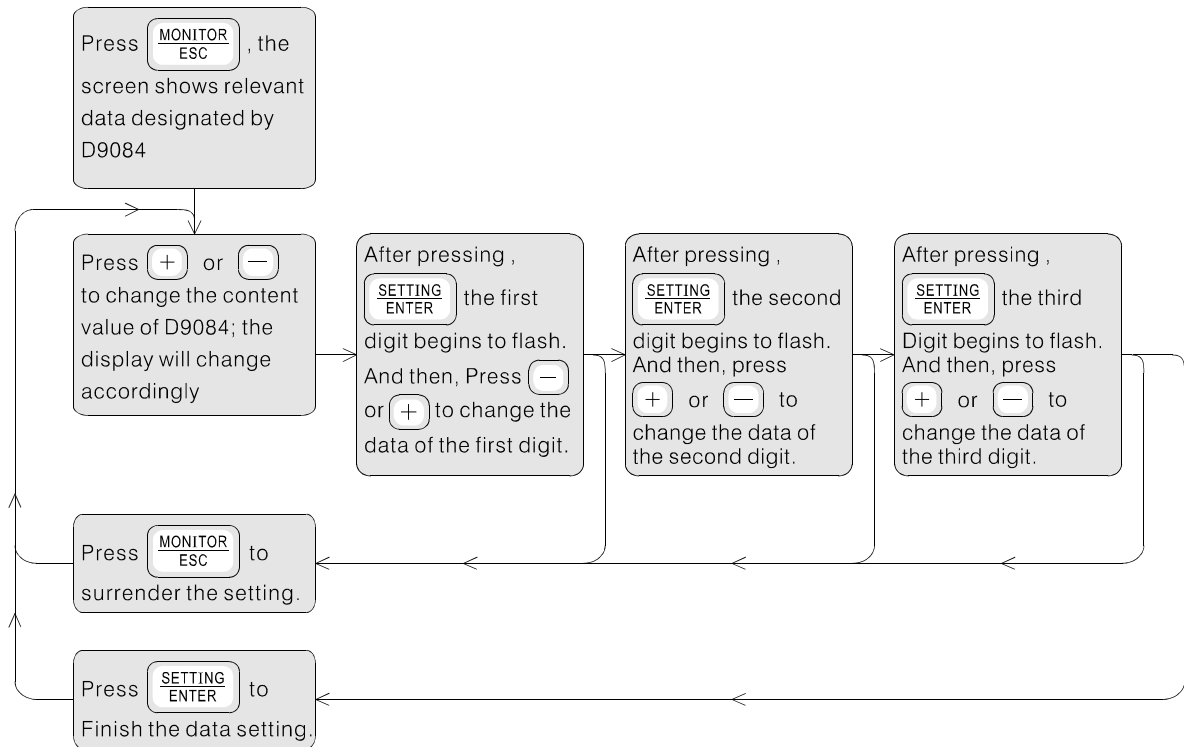 Press MONITOR/ESC , the
screen shows relevant
data designated by
D9084
Press + or −
to change the content
value of D9084; the
display will change
accordingly
After pressing ,
SETTING/ENTER the first
digit begins to flash.
And then, Press −
or + to change the
data of the first digit.
After pressing ,
SETTING/ENTER the second
digit begins to flash.
And then, press
+ or − to
change the data of
the second digit.
After pressing ,
SETTING/ENTER the third
Digit begins to flash.
And then, press
+ or − to
change the data of
the third digit.
Press MONITOR/ESC to
surrender the setting.
Press SETTING/ENTER to
Finish the data setting.